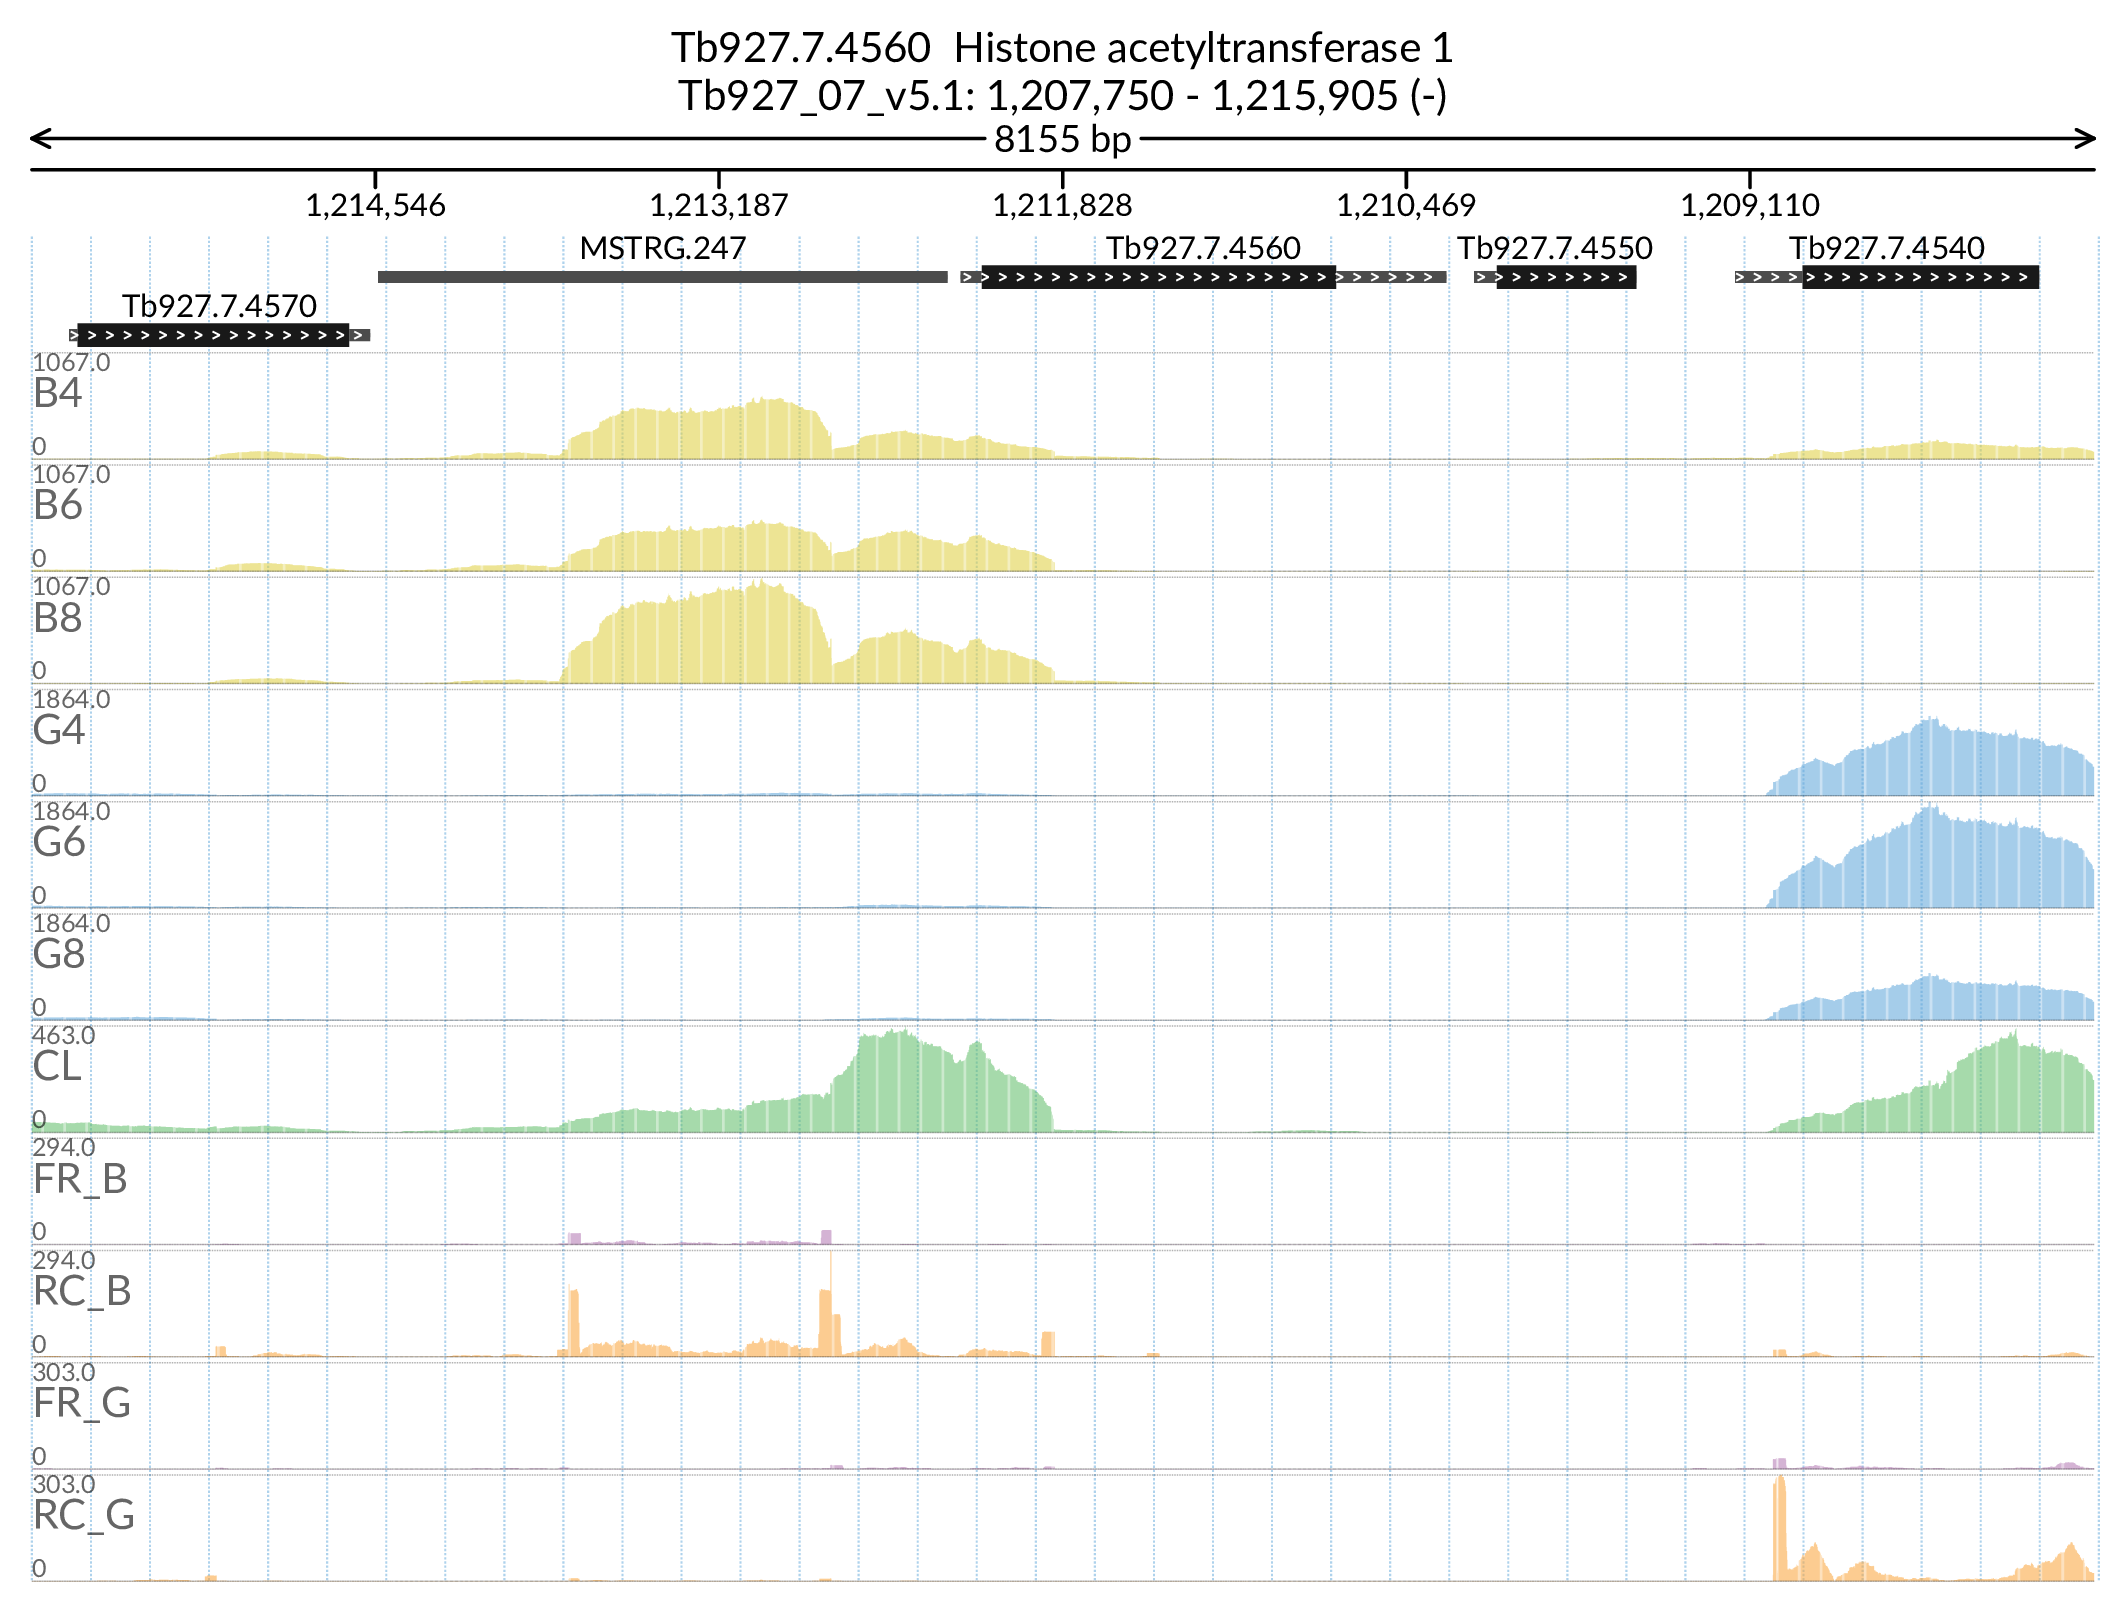 Tb927.7.4560  Histone acetyltransferase 1
Tb927_07_v5.1: 1,207,750 - 1,215,905 (-)
8155 bp
1,214,546 1,213,187 1,211,828 1,210,469 1,209,110
MSTRG.247 Tb927.7.4560 Tb927.7.4550 Tb927.7.4540
Tb927.7.4570
1067.0
B4
0
1067.0
B6
0
1067.0
B8
0
1864.0
G4
0
1864.0
G6
0
1864.0
G8
0
463.0
CL
0
294.0
FR_B
0
294.0
RC_B
0
303.0
FR_G
0
303.0
RC_G
0